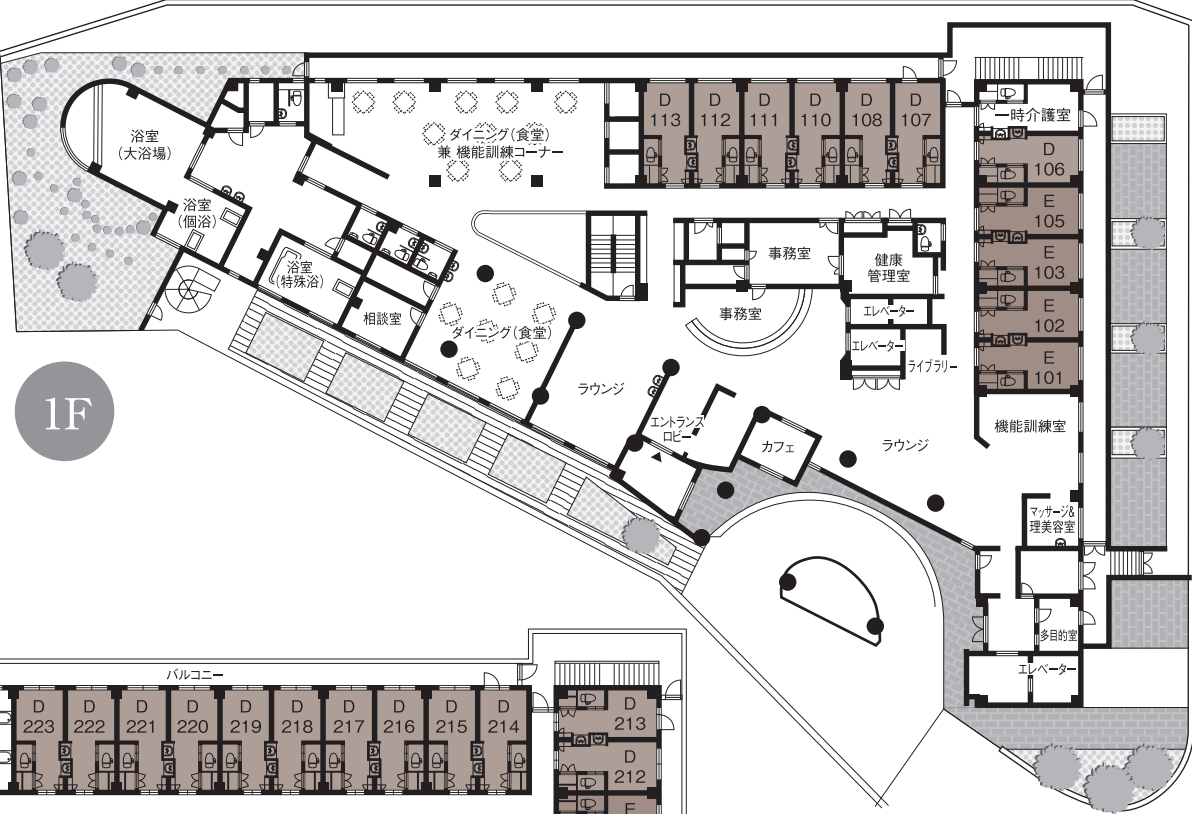 D
113
D
112
D
111
D
110
D
108
D
107
一時介護室
D
106
E
105
E
103
E
102
E
101
ダイニング（食堂）
兼 機能訓練コーナー
浴室
（大浴場）
浴室
（個浴）
浴室
（特殊浴）
相談室
ダイニング（食堂）
事務室
健康
管理室
事務室
エレベーター
エレベーター
ライブラリー
ラウンジ
エントランス
ロビー
カフェ
ラウンジ
機能訓練室
マッサージ&
理美容室
多目的室
エレベーター
1F
バルコニー
D
223
D
222
D
221
D
220
D
219
D
218
D
217
D
216
D
215
D
214
D
213
D
212
E